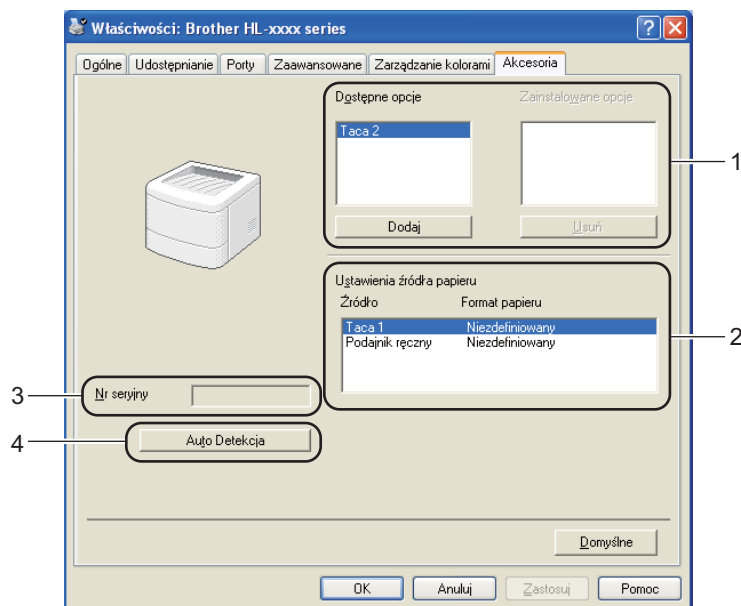 Właściwości: Brother HL-xxxx series
Ogólne Udostępnianie Porty Zaawansowane Zarządzanie kolorami Akcesoria
Dostępne opcje Zainstalowane opcje
Taca 2
1
Dodaj Usuń
Ustawienia źródła papieru
Źródło Format papieru
Taca 1 Niezdefiniowany
Podajnik ręczny Niezdefiniowany
2
3 Nr seryjny
4 Auto Detekcja
Domyślne
OK Anuluj Zastosuj Pomoc